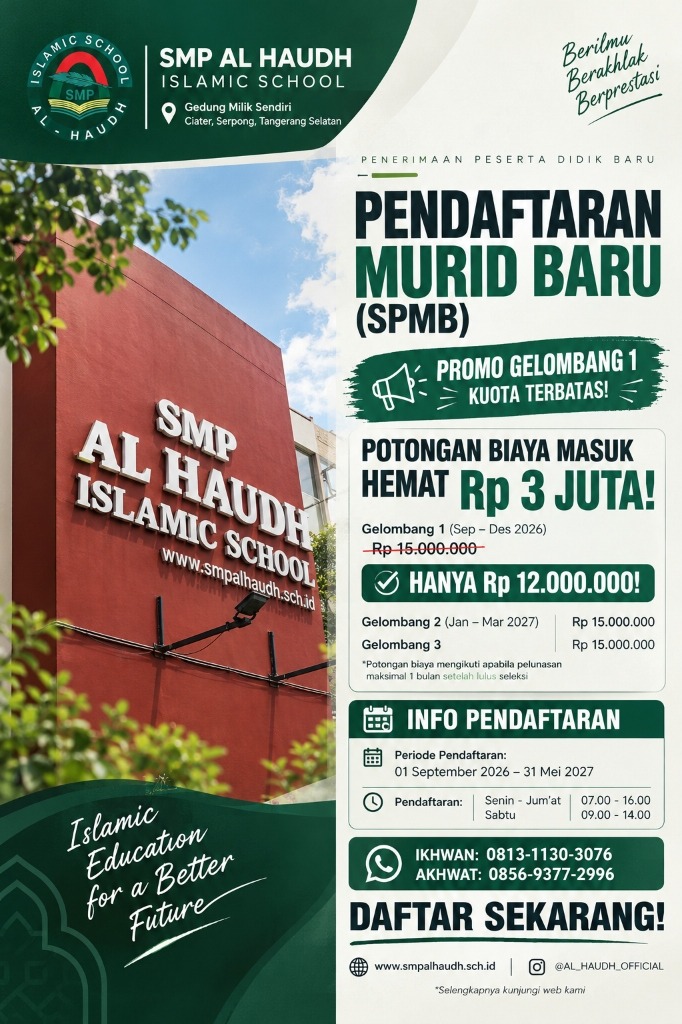 ISLAMIC SCHOOL
SMP
AL - HAUDH
SMP AL HAUDH
ISLAMIC SCHOOL
Gedung Milik Sendiri
Ciater, Serpong, Tangerang Selatan
Berilmu
Berakhlak
Berprestasi
PENERIMAAN PESERTA DIDIK BARU
PENDAFTARAN
MURID BARU
(SPMB)
PROMO GELOMBANG 1
KUOTA TERBATAS!
SMP
AL HAUDH
ISLAMIC SCHOOL
www.smpalhaudh.sch.id
POTONGAN BIAYA MASUK
HEMAT Rp 3 JUTA!
Gelombang 1 (Sep – Des 2026)
Rp 15.000.000
HANYA Rp 12.000.000!
Gelombang 2 (Jan – Mar 2027) Rp 15.000.000
Gelombang 3 Rp 15.000.000
*Potongan biaya mengikuti apabila pelunasan
maksimal 1 bulan setelah lulus seleksi
INFO PENDAFTARAN
Periode Pendaftaran:
01 September 2026 – 31 Mei 2027
Pendaftaran: Senin - Jum'at 07.00 - 16.00
Sabtu 09.00 - 14.00
IKHWAN: 0813-1130-3076
AKHWAT: 0856-9377-2996
Islamic
Education
for a Better
Future
DAFTAR SEKARANG!
www.smpalhaudh.sch.id @AL_HAUDH_OFFICIAL
*Selengkapnya kunjungi web kami